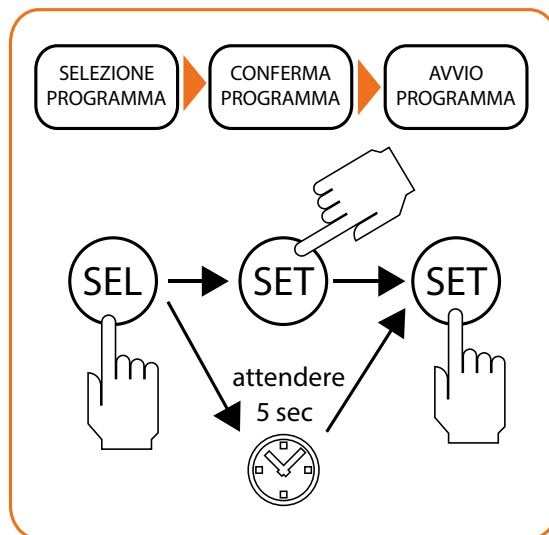 SELEZIONE
PROGRAMMA
CONFERMA
PROGRAMMA
AVVIO
PROGRAMMA
SEL
SET
SET
attendere
5 sec